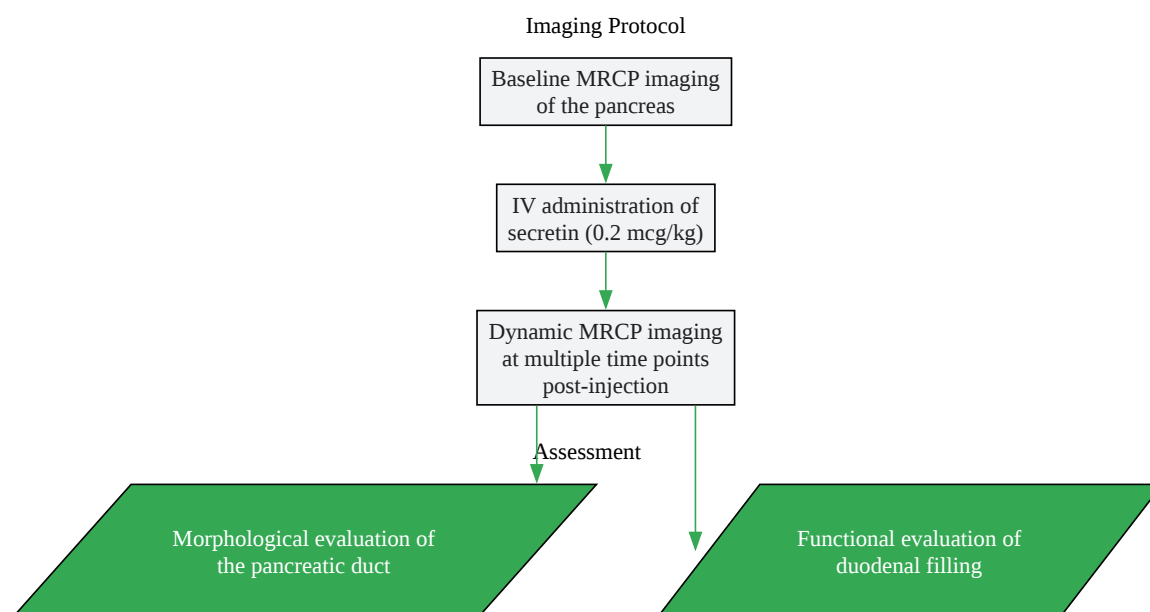 Imaging Protocol
Baseline MRCP imaging
of the pancreas
IV administration of
secretin (0.2 mcg/kg)
Dynamic MRCP imaging
at multiple time points
post-injection
Assessment
Morphological evaluation of
the pancreatic duct
Functional evaluation of
duodenal filling